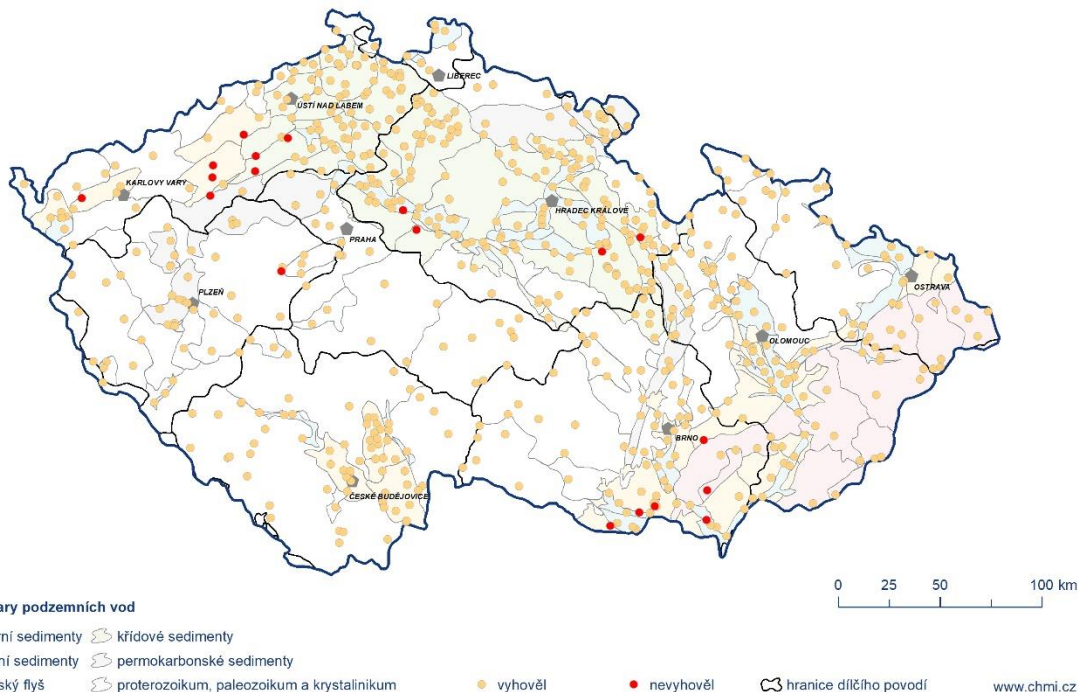 LIBEREC
ÚSTÍ NAD LABEM
KARLOVY VARY
HRADEC KRÁLOVÉ
PRAHA
OSTRAVA
PLZEŇ
OLOMOUC
BRNO
ČESKÉ BUDĚJOVICE
0 25 50 100 km
ary podzemních vod
rní sedimenty křídové sedimenty
ní sedimenty permokarbonské sedimenty
ský flyš proterozoikum, paleozoikum a krystalinikum vyhověl nevyhověl hranice dílčího povodí www.chmi.cz